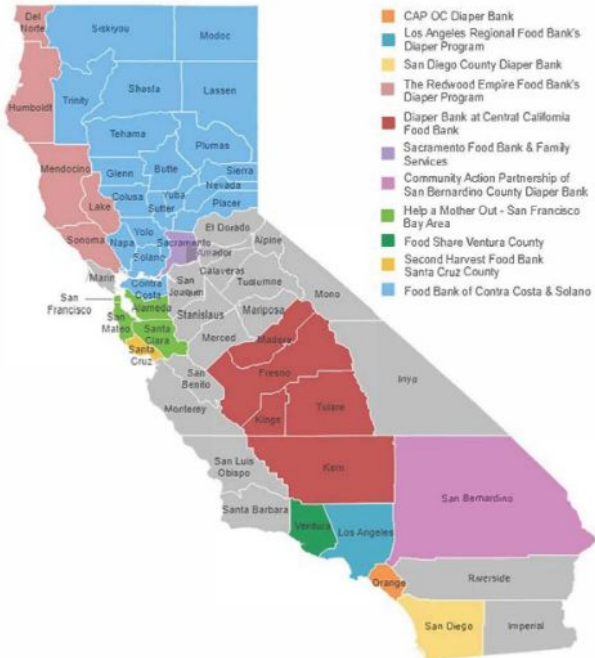 Del
Norte
Siskiyou
Modoc
Humboldt
Trinity
Shasta
Lassen
Tehama
Plumas
Mendocino
Glenn
Butte
Sierra
Nevada
Colusa
Yuba
Placer
Lake
Sutter
El Dorado
Yolo
Sonoma
Napa
Sacramento
Alpine
Solano
Amador
Marin
Calaveras
San
Joaquin
Tuolumne
Mono
San
Francisco
Contra
Costa
Alameda
Stanislaus
Mariposa
San
Mateo
Santa
Clara
Merced
Madera
Santa
Cruz
San
Benito
Fresno
Inyo
Monterey
Kings
Tulare
San Luis
Obispo
Kern
San Bernardino
Santa Barbara
Ventura
Los Angeles
Orange
Riverside
San Diego
Imperial
CAP OC Diaper Bank
Los Angeles Regional Food Bank's
Diaper Program
San Diego County Diaper Bank
The Redwood Empire Food Bank's
Diaper Program
Diaper Bank at Central California
Food Bank
Sacramento Food Bank & Family
Services
Community Action Partnership of
San Bernardino County Diaper Bank
Help a Mother Out - San Francisco
Bay Area
Food Share Ventura County
Second Harvest Food Bank
Santa Cruz County
Food Bank of Contra Costa & Solano